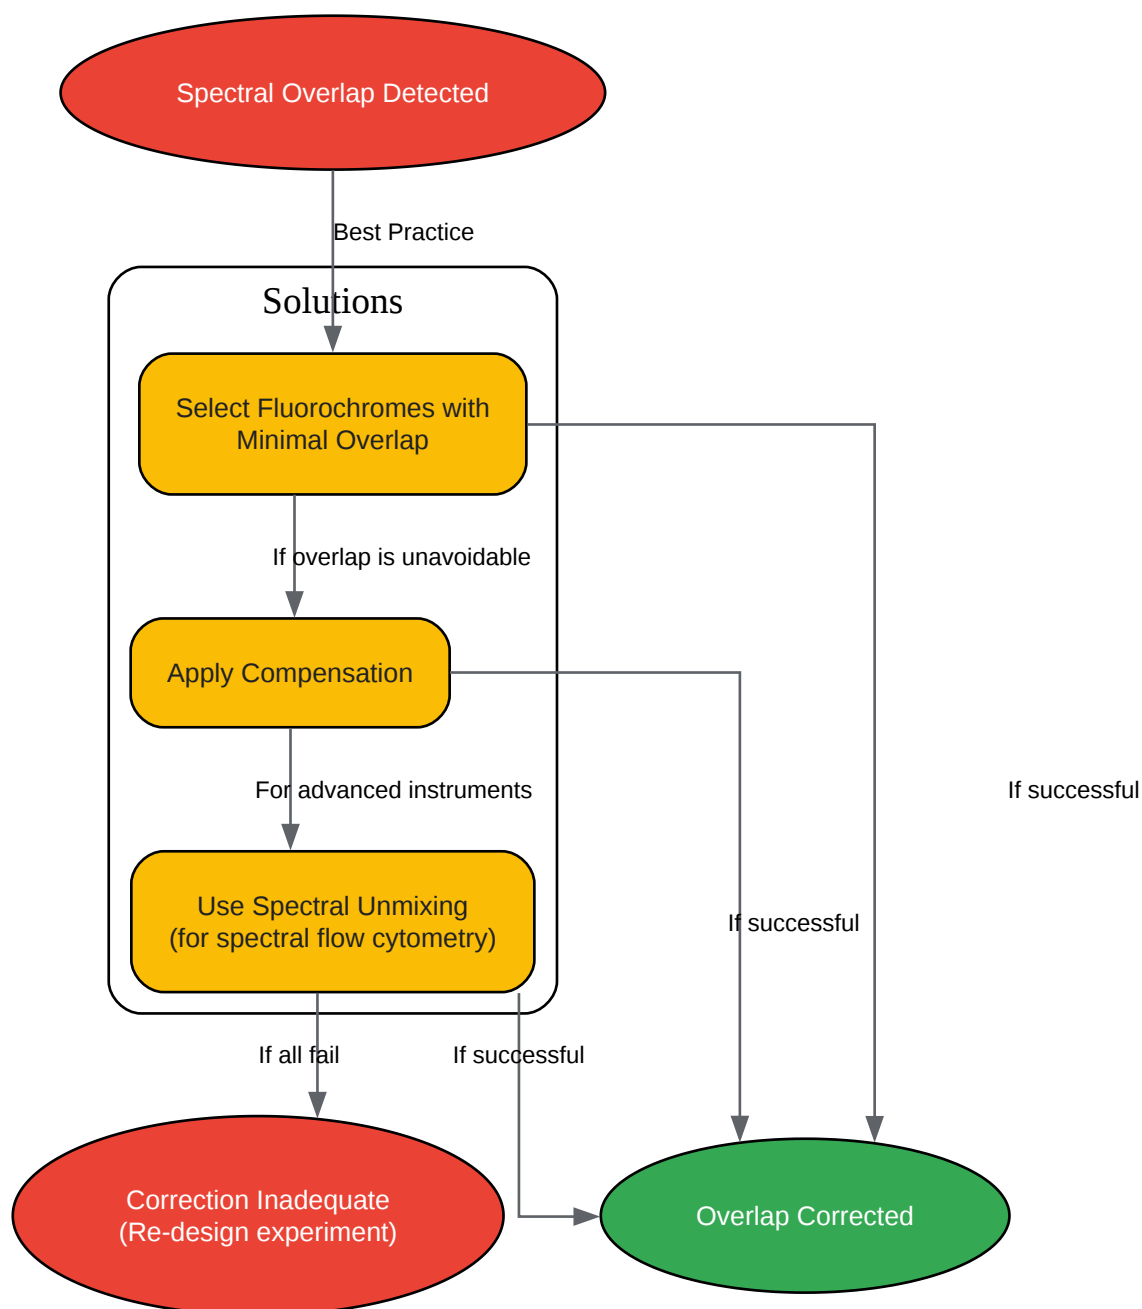 Spectral Overlap Detected
Best Practice
Solutions
Select Fluorochromes with
Minimal Overlap
If overlap is unavoidable
Apply Compensation
For advanced instruments
If successful
Use Spectral Unmixing
(for spectral flow cytometry)
If successful
If all fail
If successful
Correction Inadequate
(Re-design experiment)
Overlap Corrected